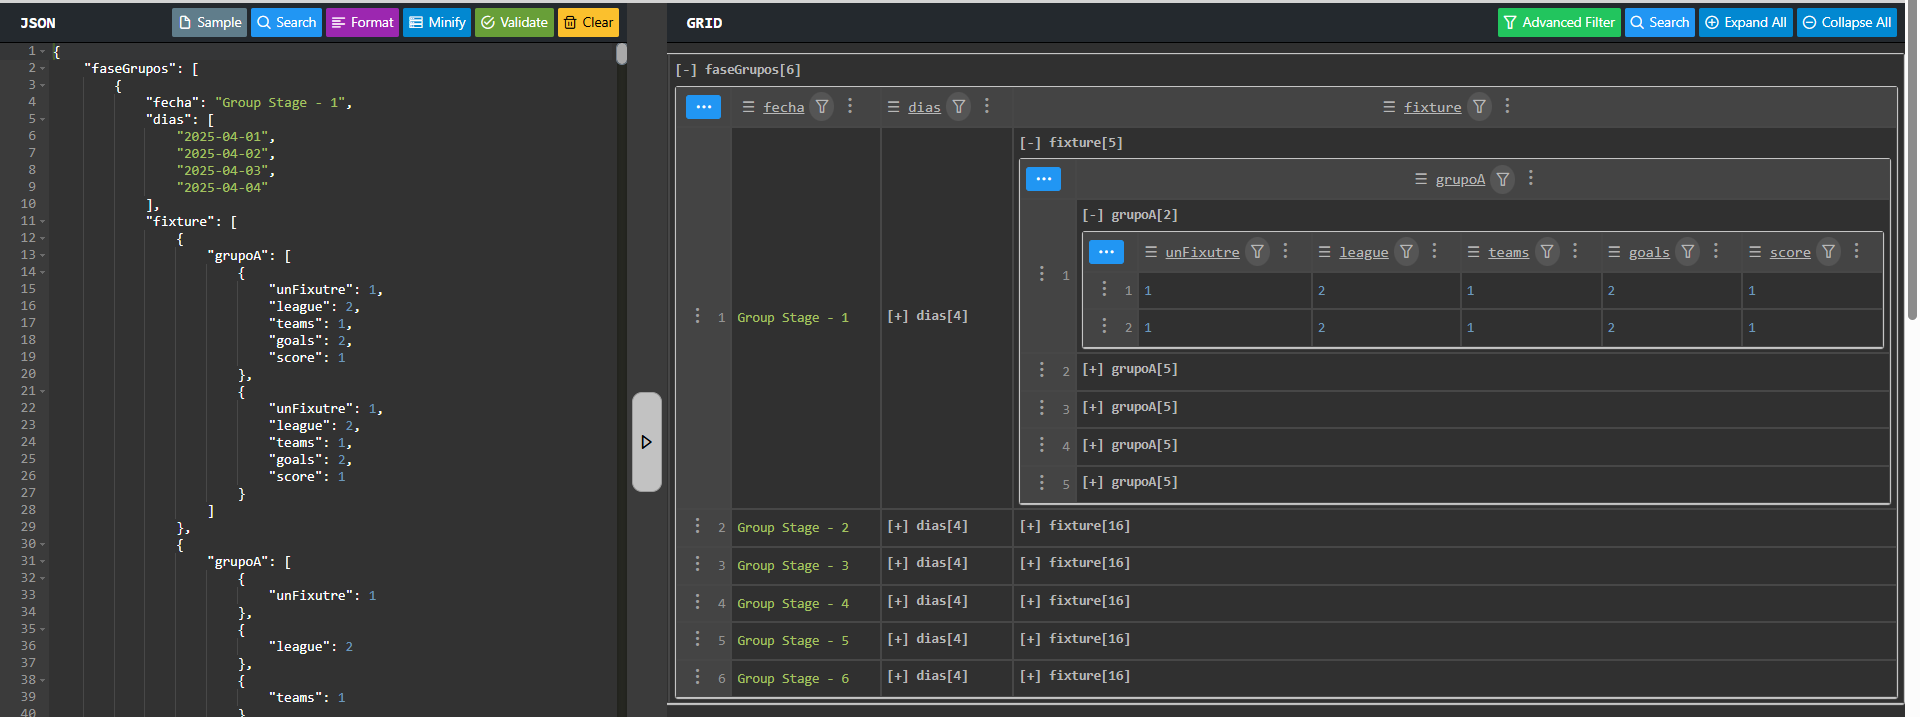 JSON Sample Search Format Minify Validate Clear
1 {
2 "faseGrupos": [
3 {
4 "fecha": "Group Stage - 1",
5 "dias": [
6 "2025-04-01",
7 "2025-04-02",
8 "2025-04-03",
9 "2025-04-04"
10 ],
11 "fixture": [
12 {
13 "grupoA": [
14 {
15 "unFixutre": 1,
16 "league": 2,
17 "teams": 1,
18 "goals": 2,
19 "score": 1
20 },
21 {
22 "unFixutre": 1,
23 "league": 2,
24 "teams": 1,
25 "goals": 2,
26 "score": 1
27 }
28 ]
29 },
30 {
31 "grupoA": [
32 {
33 "unFixutre": 1
34 },
35 {
36 "league": 2
37 },
38 {
39 "teams": 1
40 }
GRID Advanced Filter Search Expand All Collapse All
[-] faseGrupos[6]
... fecha dias fixture
[-] fixture[5]
... grupoA
[-] grupoA[2]
... unFixutre league teams goals score
1
1 1 2 1 2 1
2 1 2 1 2 1
1 Group Stage - 1 [+] dias[4]
2 [+] grupoA[5]
3 [+] grupoA[5]
4 [+] grupoA[5]
5 [+] grupoA[5]
2 Group Stage - 2 [+] dias[4] [+] fixture[16]
3 Group Stage - 3 [+] dias[4] [+] fixture[16]
4 Group Stage - 4 [+] dias[4] [+] fixture[16]
5 Group Stage - 5 [+] dias[4] [+] fixture[16]
6 Group Stage - 6 [+] dias[4] [+] fixture[16]